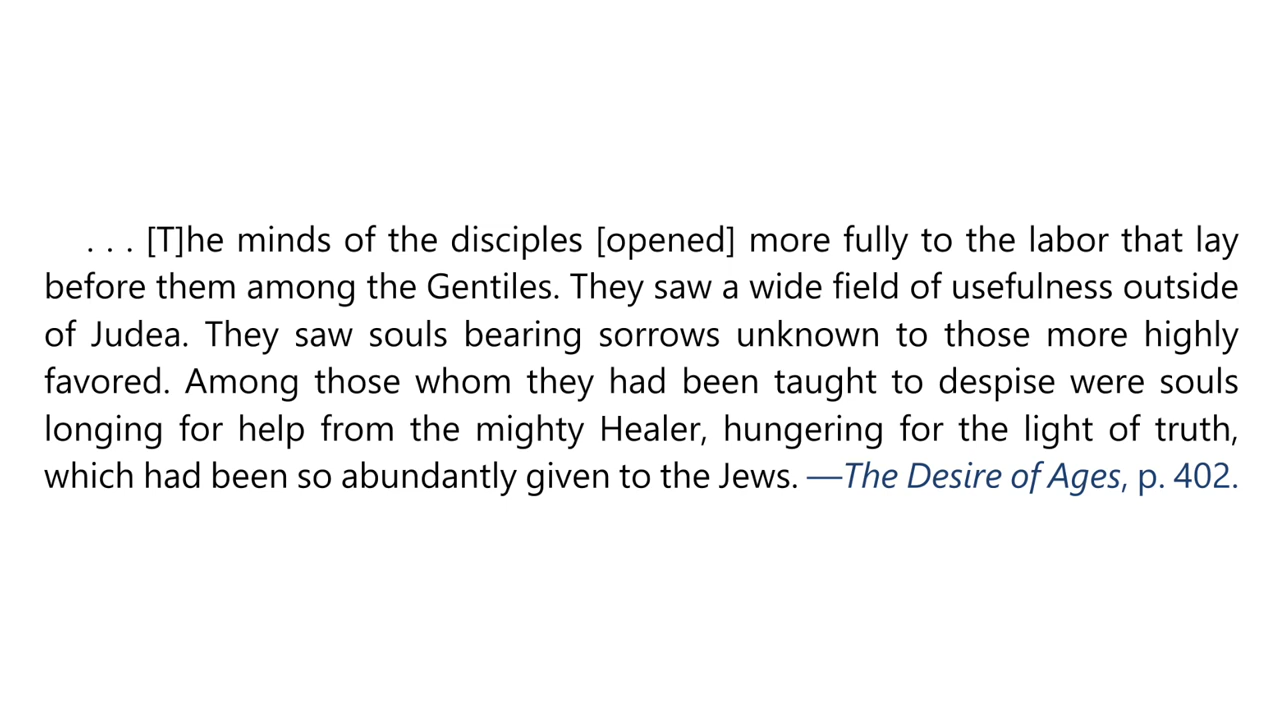 . . . [T]he minds of the disciples [opened] more fully to the labor that lay
before them among the Gentiles. They saw a wide field of usefulness outside
of Judea. They saw souls bearing sorrows unknown to those more highly
favored. Among those whom they had been taught to despise were souls
longing for help from the mighty Healer, hungering for the light of truth,
which had been so abundantly given to the Jews. —The Desire of Ages, p. 402.